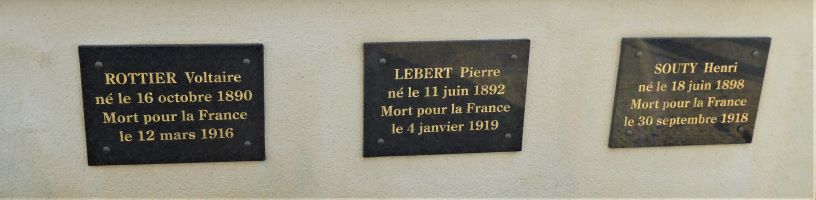 ROTTIER Voltaire
né le 16 octobre 1890
Mort pour la France
le 12 mars 1916
LEBERT Pierre
né le 11 juin 1892
Mort pour la France
le 4 janvier 1919
SOUTY Henri
né le 18 juin 1898
Mort pour la France
le 30 septembre 1918